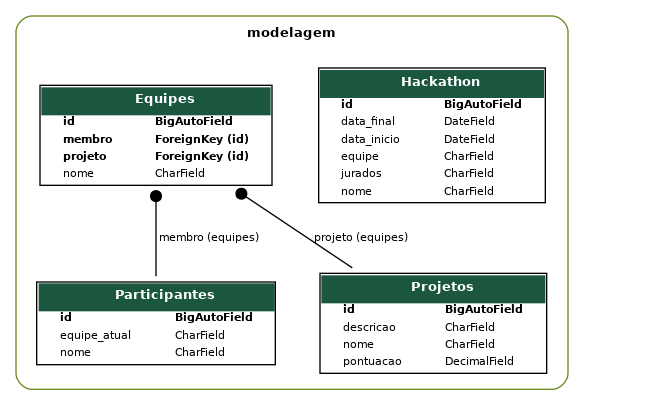 modelagem
Equipes
id BigAutoField
membro ForeignKey (id)
projeto ForeignKey (id)
nome CharField
Hackathon
id BigAutoField
data_final DateField
data_inicio DateField
equipe CharField
jurados CharField
nome CharField
membro (equipes)
projeto (equipes)
Participantes
id BigAutoField
equipe_atual CharField
nome CharField
Projetos
id BigAutoField
descricao CharField
nome CharField
pontuacao DecimalField